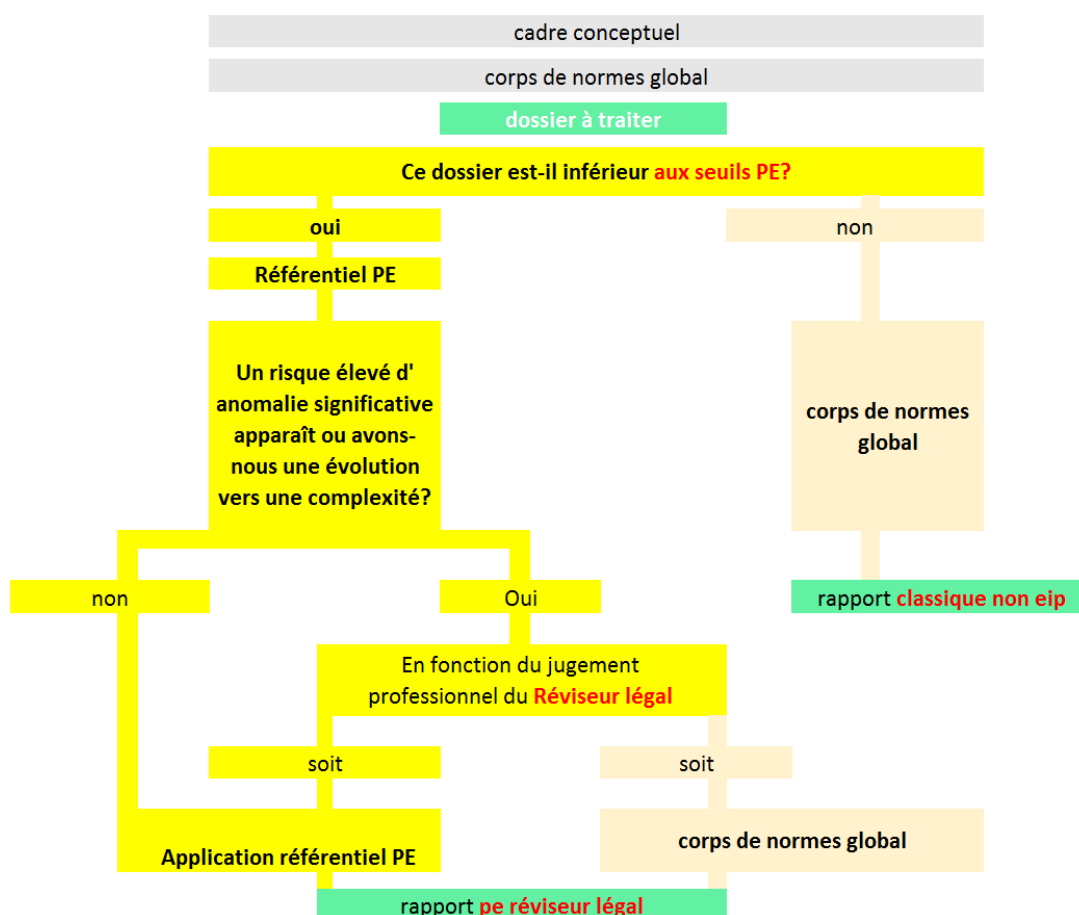 cadre conceptuel
corps de normes global
dossier à traiter
Ce dossier est-il inférieur aux seuils PE?
oui
non
Référentiel PE
Un risque élevé d'
anomalie significative
apparaît ou avons-
nous une évolution
vers une complexité?
corps de normes
global
non
Oui
rapport classique non eip
En fonction du jugement
professionnel du Réviseur légal
soit
soit
Application référentiel PE
corps de normes global
rapport pe réviseur légal